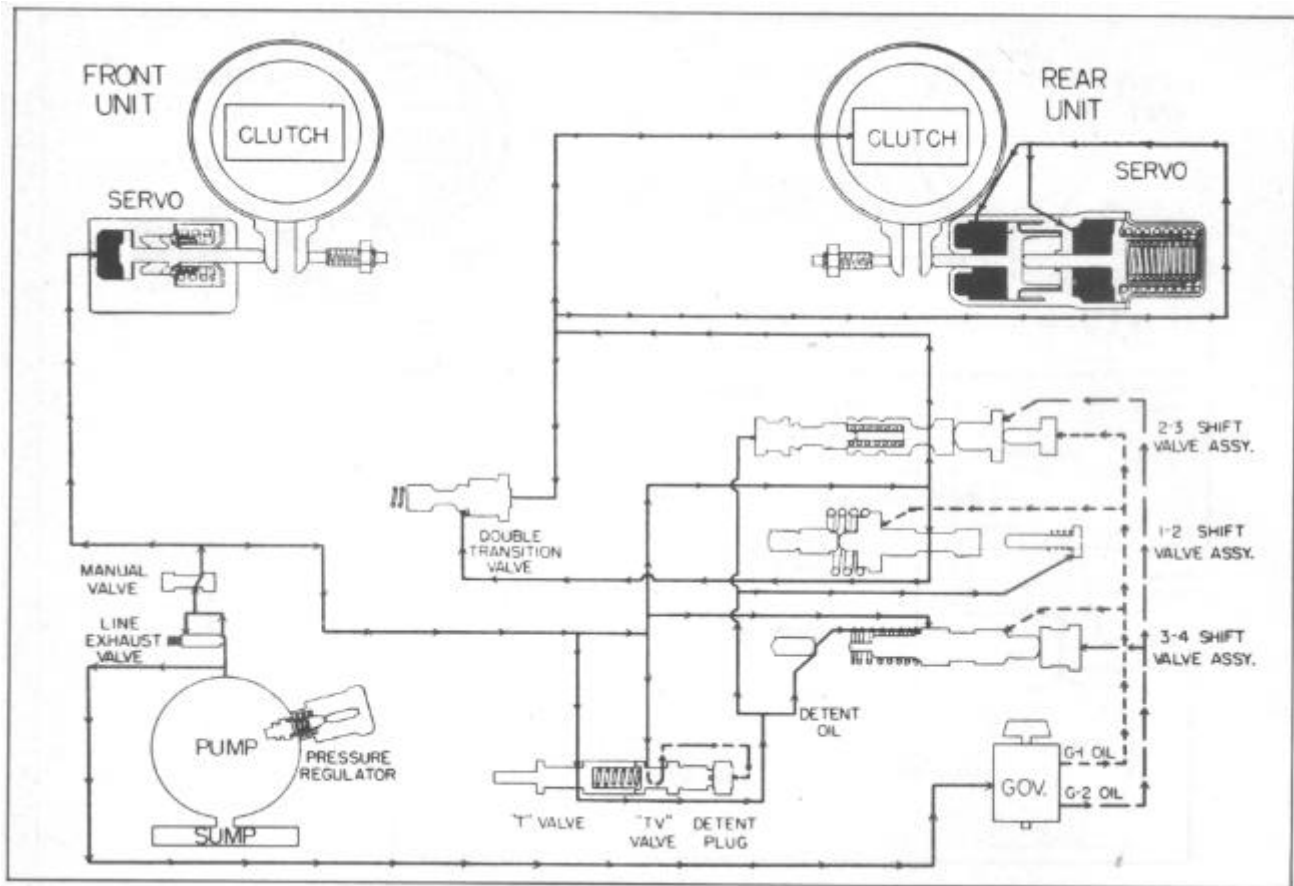 FRONT
UNIT
CLUTCH
SERVO
CLUTCH
REAR
UNIT
SERVO
2-3 SHIFT
VALVE ASSY.
DOUBLE
TRANSITION
VALVE
1-2 SHIFT
VALVE ASSY.
MANUAL
VALVE
LINE
EXHAUST
VALVE
3-4 SHIFT
VALVE ASSY.
DETENT
OIL
PUMP
PRESSURE
REGULATOR
SUMP
"T" VALVE
"TV"
VALVE
DETENT
PLUG
GOV.
G-1 OIL
G-2 OIL